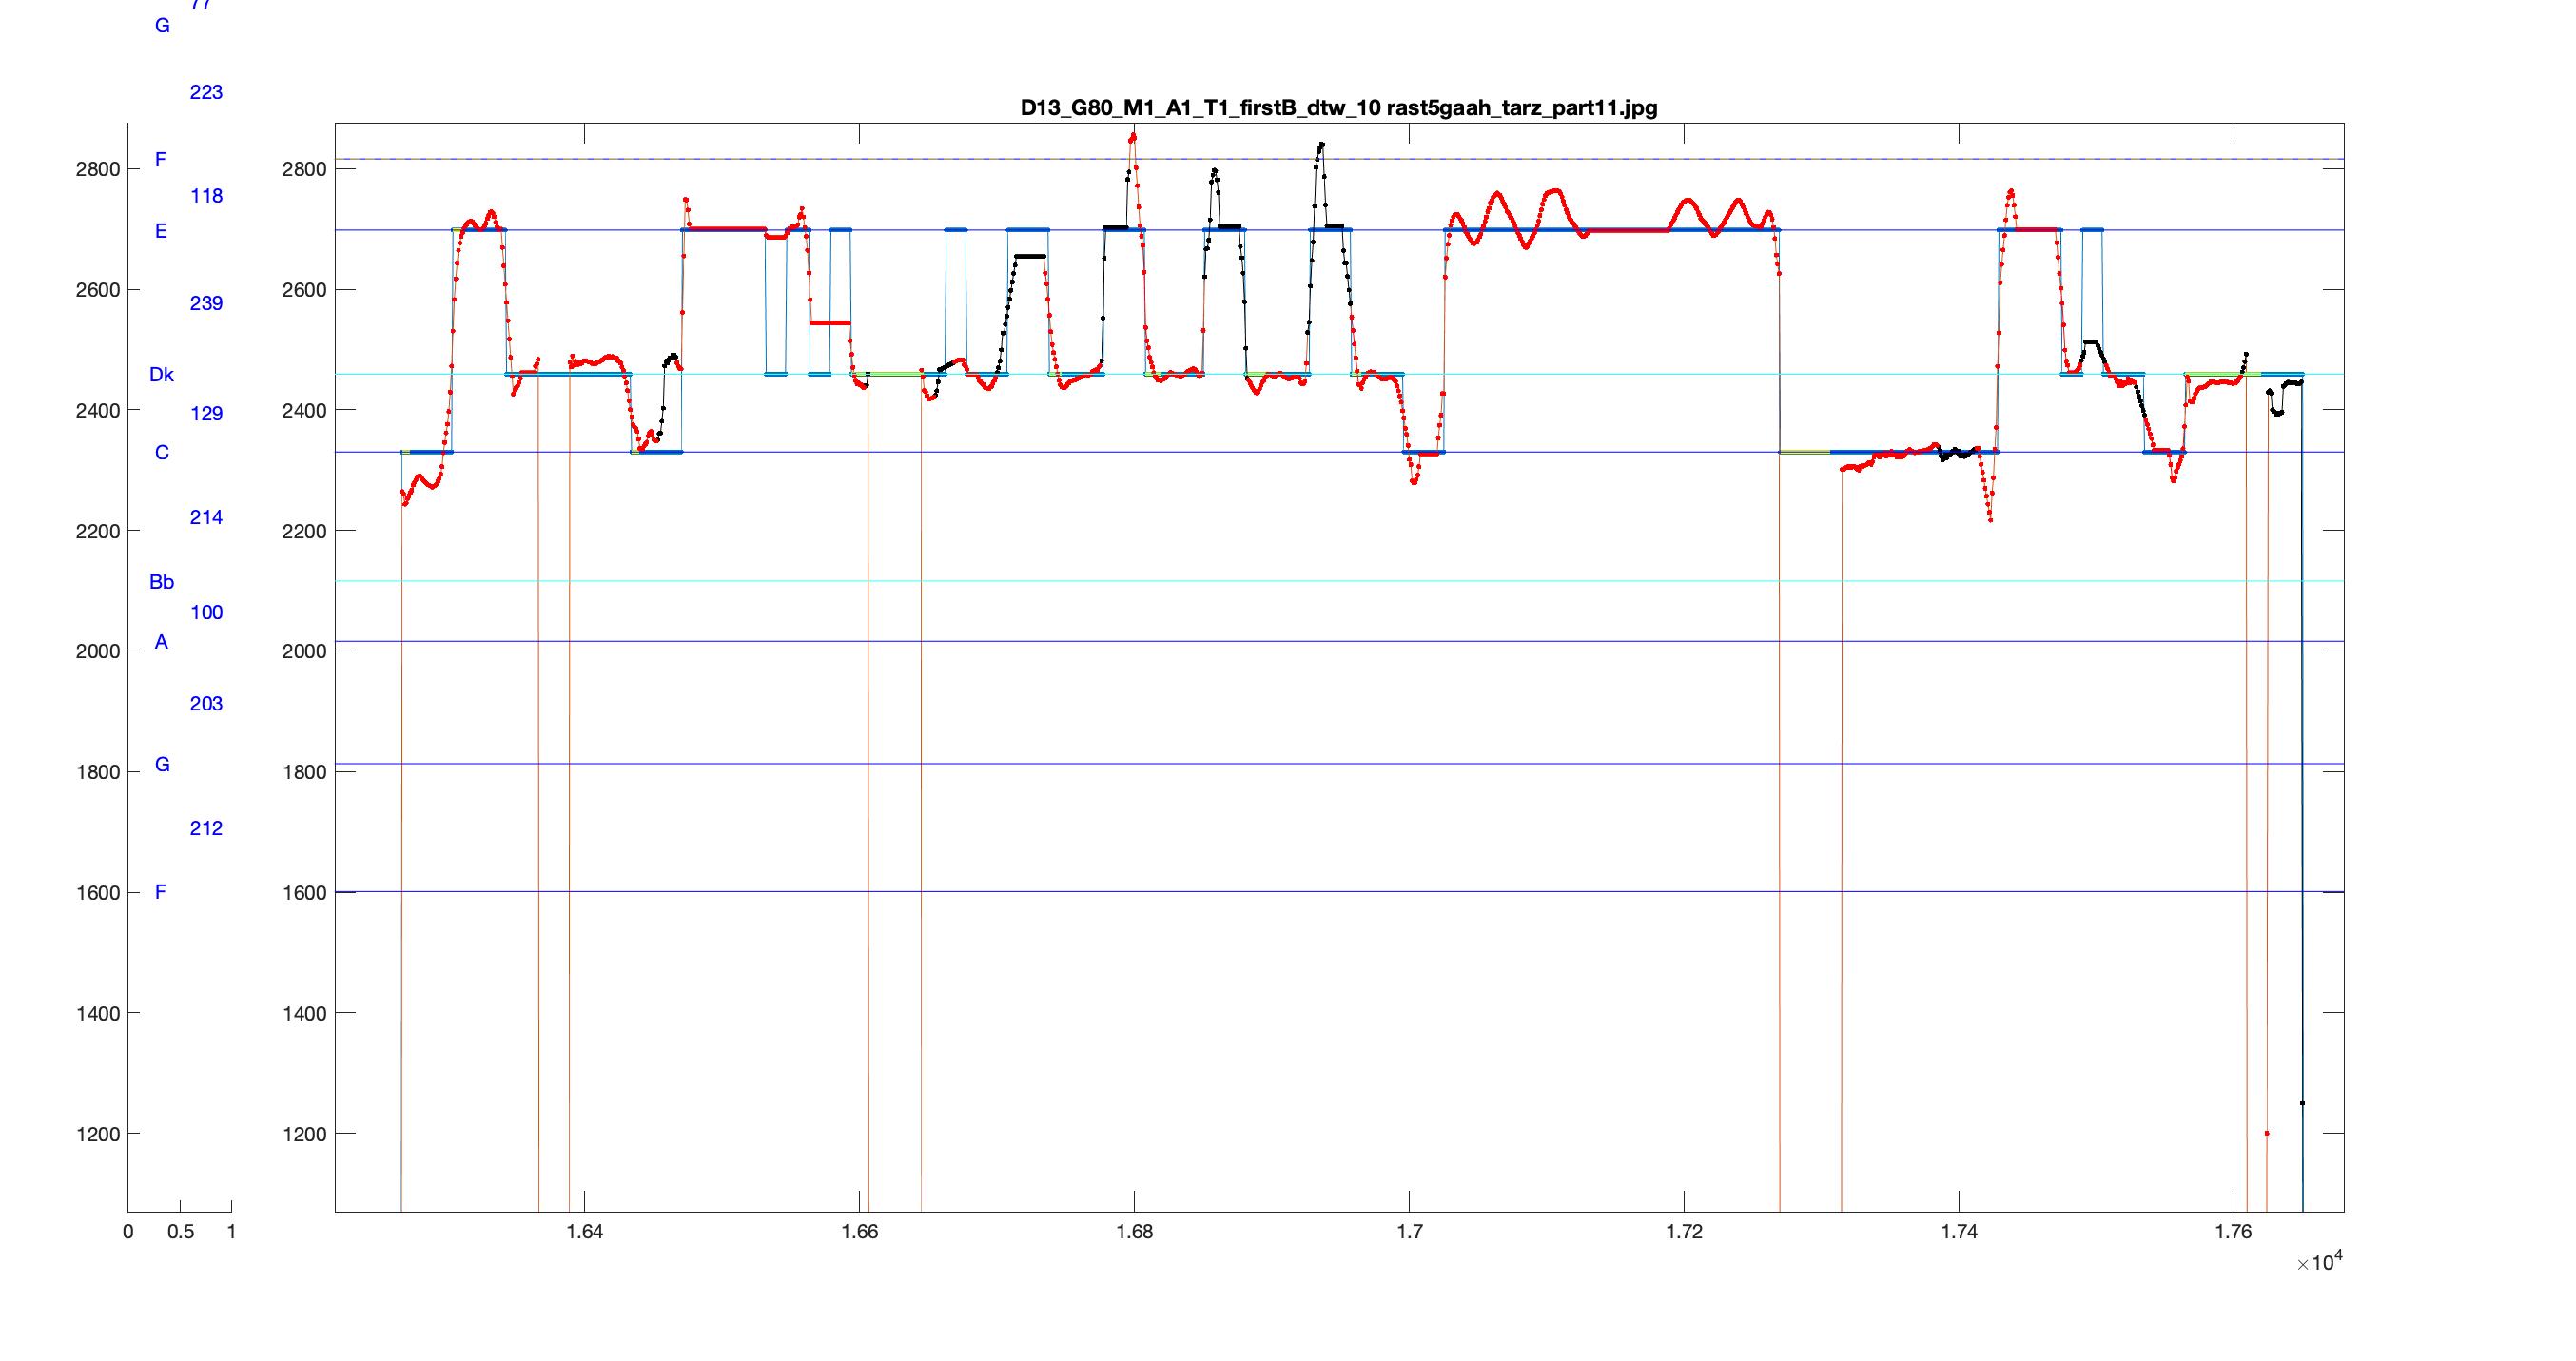 77
G
223
D13_G80_M1_A1_T1_firstB_dtw_10 rast5gaah_tarz_part11.jpg
2800 F 2800
118
E
2600 239 2600
Dk
2400 129 2400
C
2200 214 2200
Bb
100
2000 A 2000
203
1800 G 1800
212
1600 F 1600
1400 1400
1200 1200
0 0.5 1 1.64 1.66 1.68 1.7 1.72 1.74 1.76
×10⁴